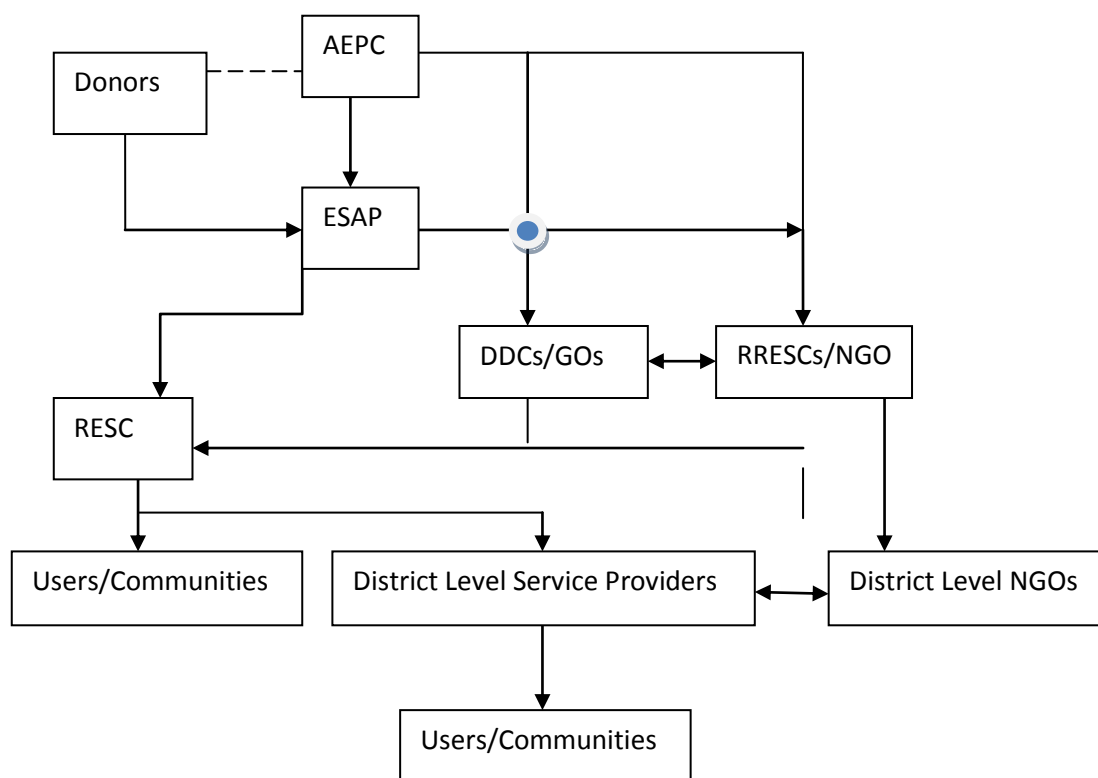 AEPC
Donors
ESAP
DDCs/GOs
RRESCs/NGO
RESC
Users/Communities
District Level Service Providers
District Level NGOs
Users/Communities